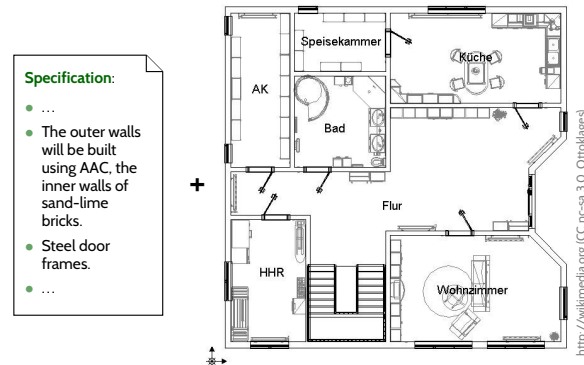 Specification:
• ...
• The outer walls
will be built
using AAC, the
inner walls of
sand-lime
bricks.
• Steel door
frames.
• ...
+
Speisekammer
Küche
AK
Bad
Flur
HHR
Wohnzimmer
http://wikimedia.org (CC nc-sa 3.0, Ottoklages)